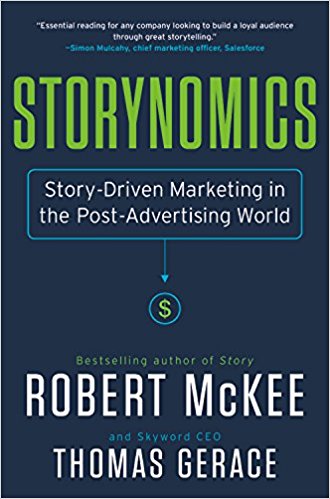 "Essential reading for any company looking to build a loyal audience
through great storytelling."
–Simon Mulcahy, chief marketing officer, Salesforce
STORYNOMICS
Story-Driven Marketing in
the Post-Advertising World
$
Bestselling author of Story
ROBERT McKEE
and Skyword CEO
THOMAS GERACE